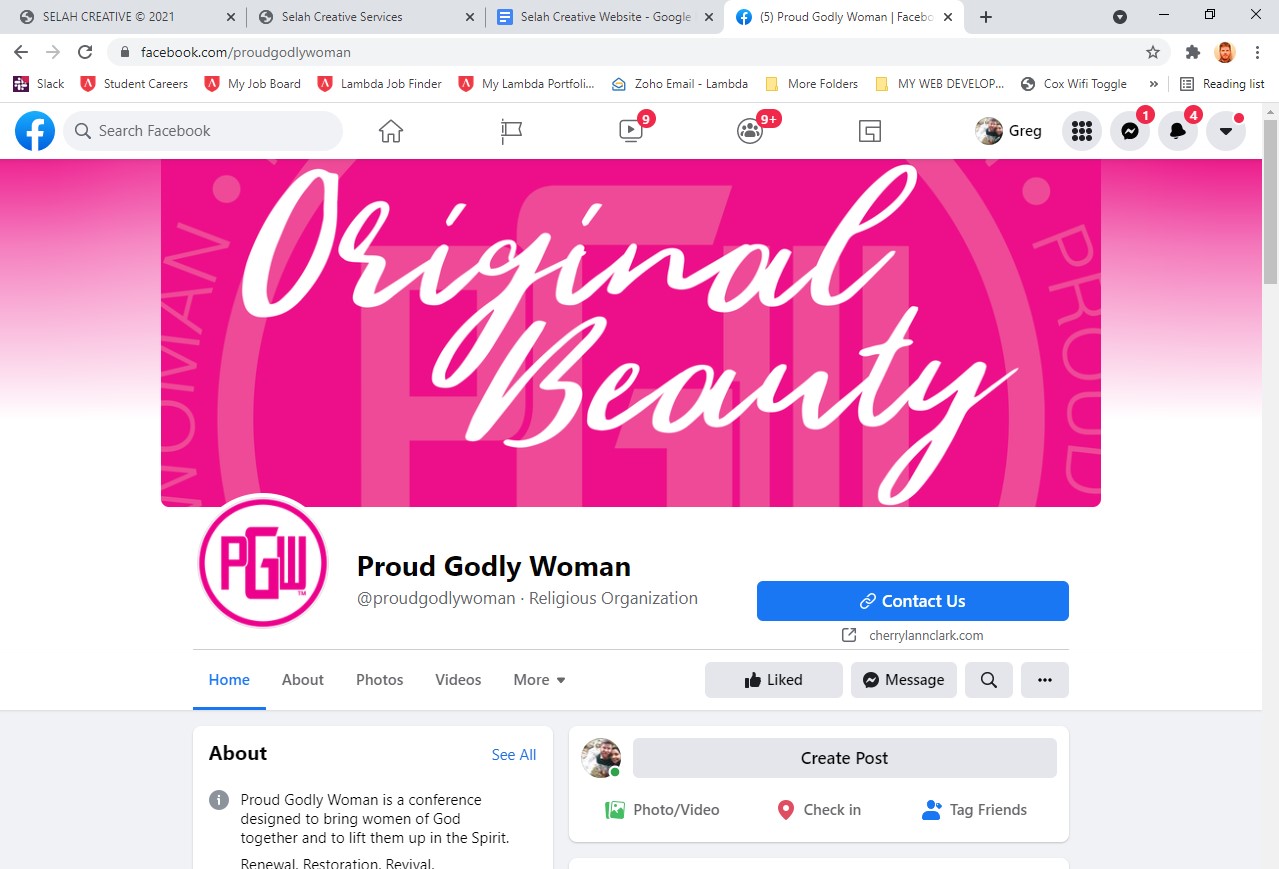 SELAH CREATIVE © 2021
Selah Creative Services
Selah Creative Website - Google
(5) Proud Godly Woman | Facebo
facebook.com/proudgodlywoman
Slack
Student Careers
My Job Board
Lambda Job Finder
My Lambda Portfoli...
Zoho Email - Lambda
More Folders
MY WEB DEVELOP...
Cox Wifi Toggle
»
Reading list
Search Facebook
9
9+
Greg
1
4
WOMAN
PROUD
WOMAN
PROUD
PGW
Original
Beauty
PGW
TM
Proud Godly Woman
@proudgodlywoman · Religious Organization
Contact Us
cherrylannclark.com
Home
About
Photos
Videos
More
Liked
Message
About
See All
Proud Godly Woman is a conference
designed to bring women of God
together and to lift them up in the Spirit.
Renewal. Restoration. Revival.
Create Post
Photo/Video
Check in
Tag Friends